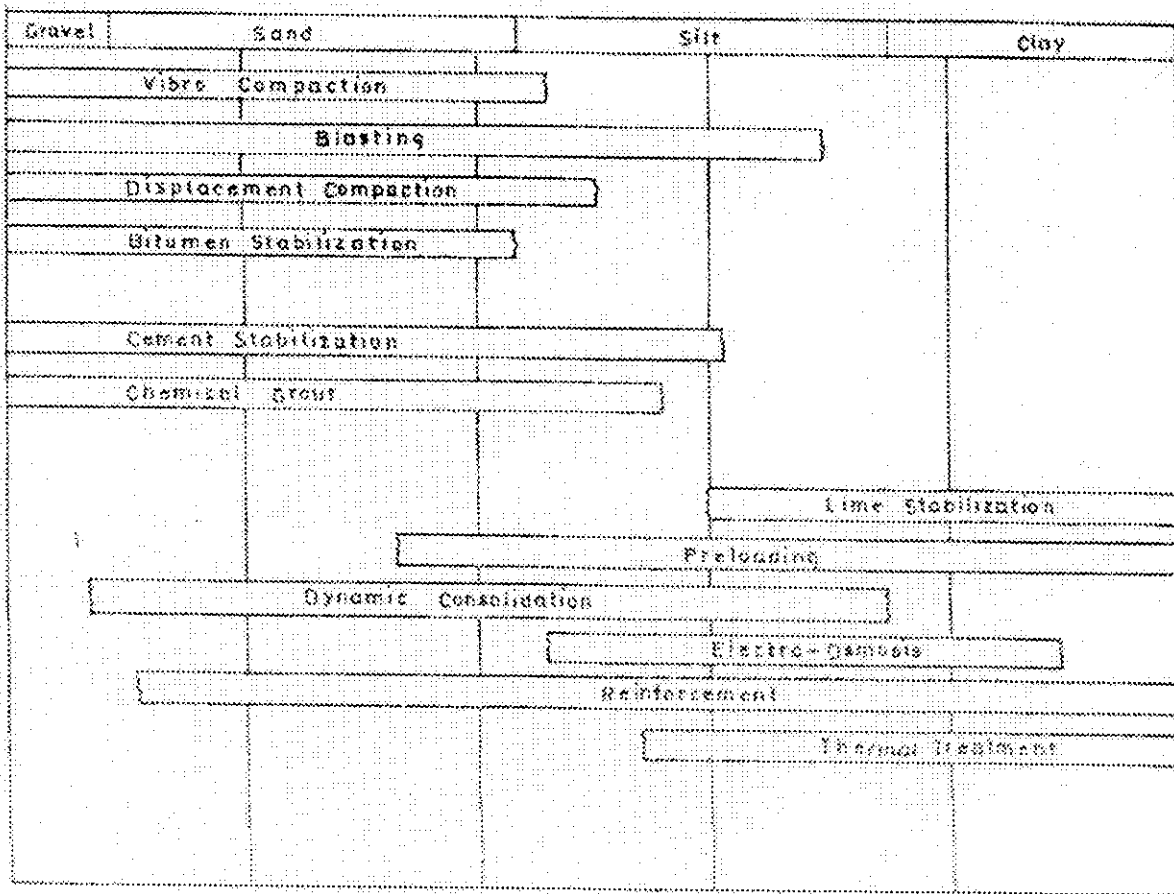 Gravel Sand Silt Clay
Vibro Compaction
Blasting
Displacement Compaction
Bitumen Stabilization
Cement Stabilization
Chemical Grout
Lime Stabilization
Preloading
Dynamic Consolidation
Electro-Osmosis
Reinforcement
Thermal Treatment